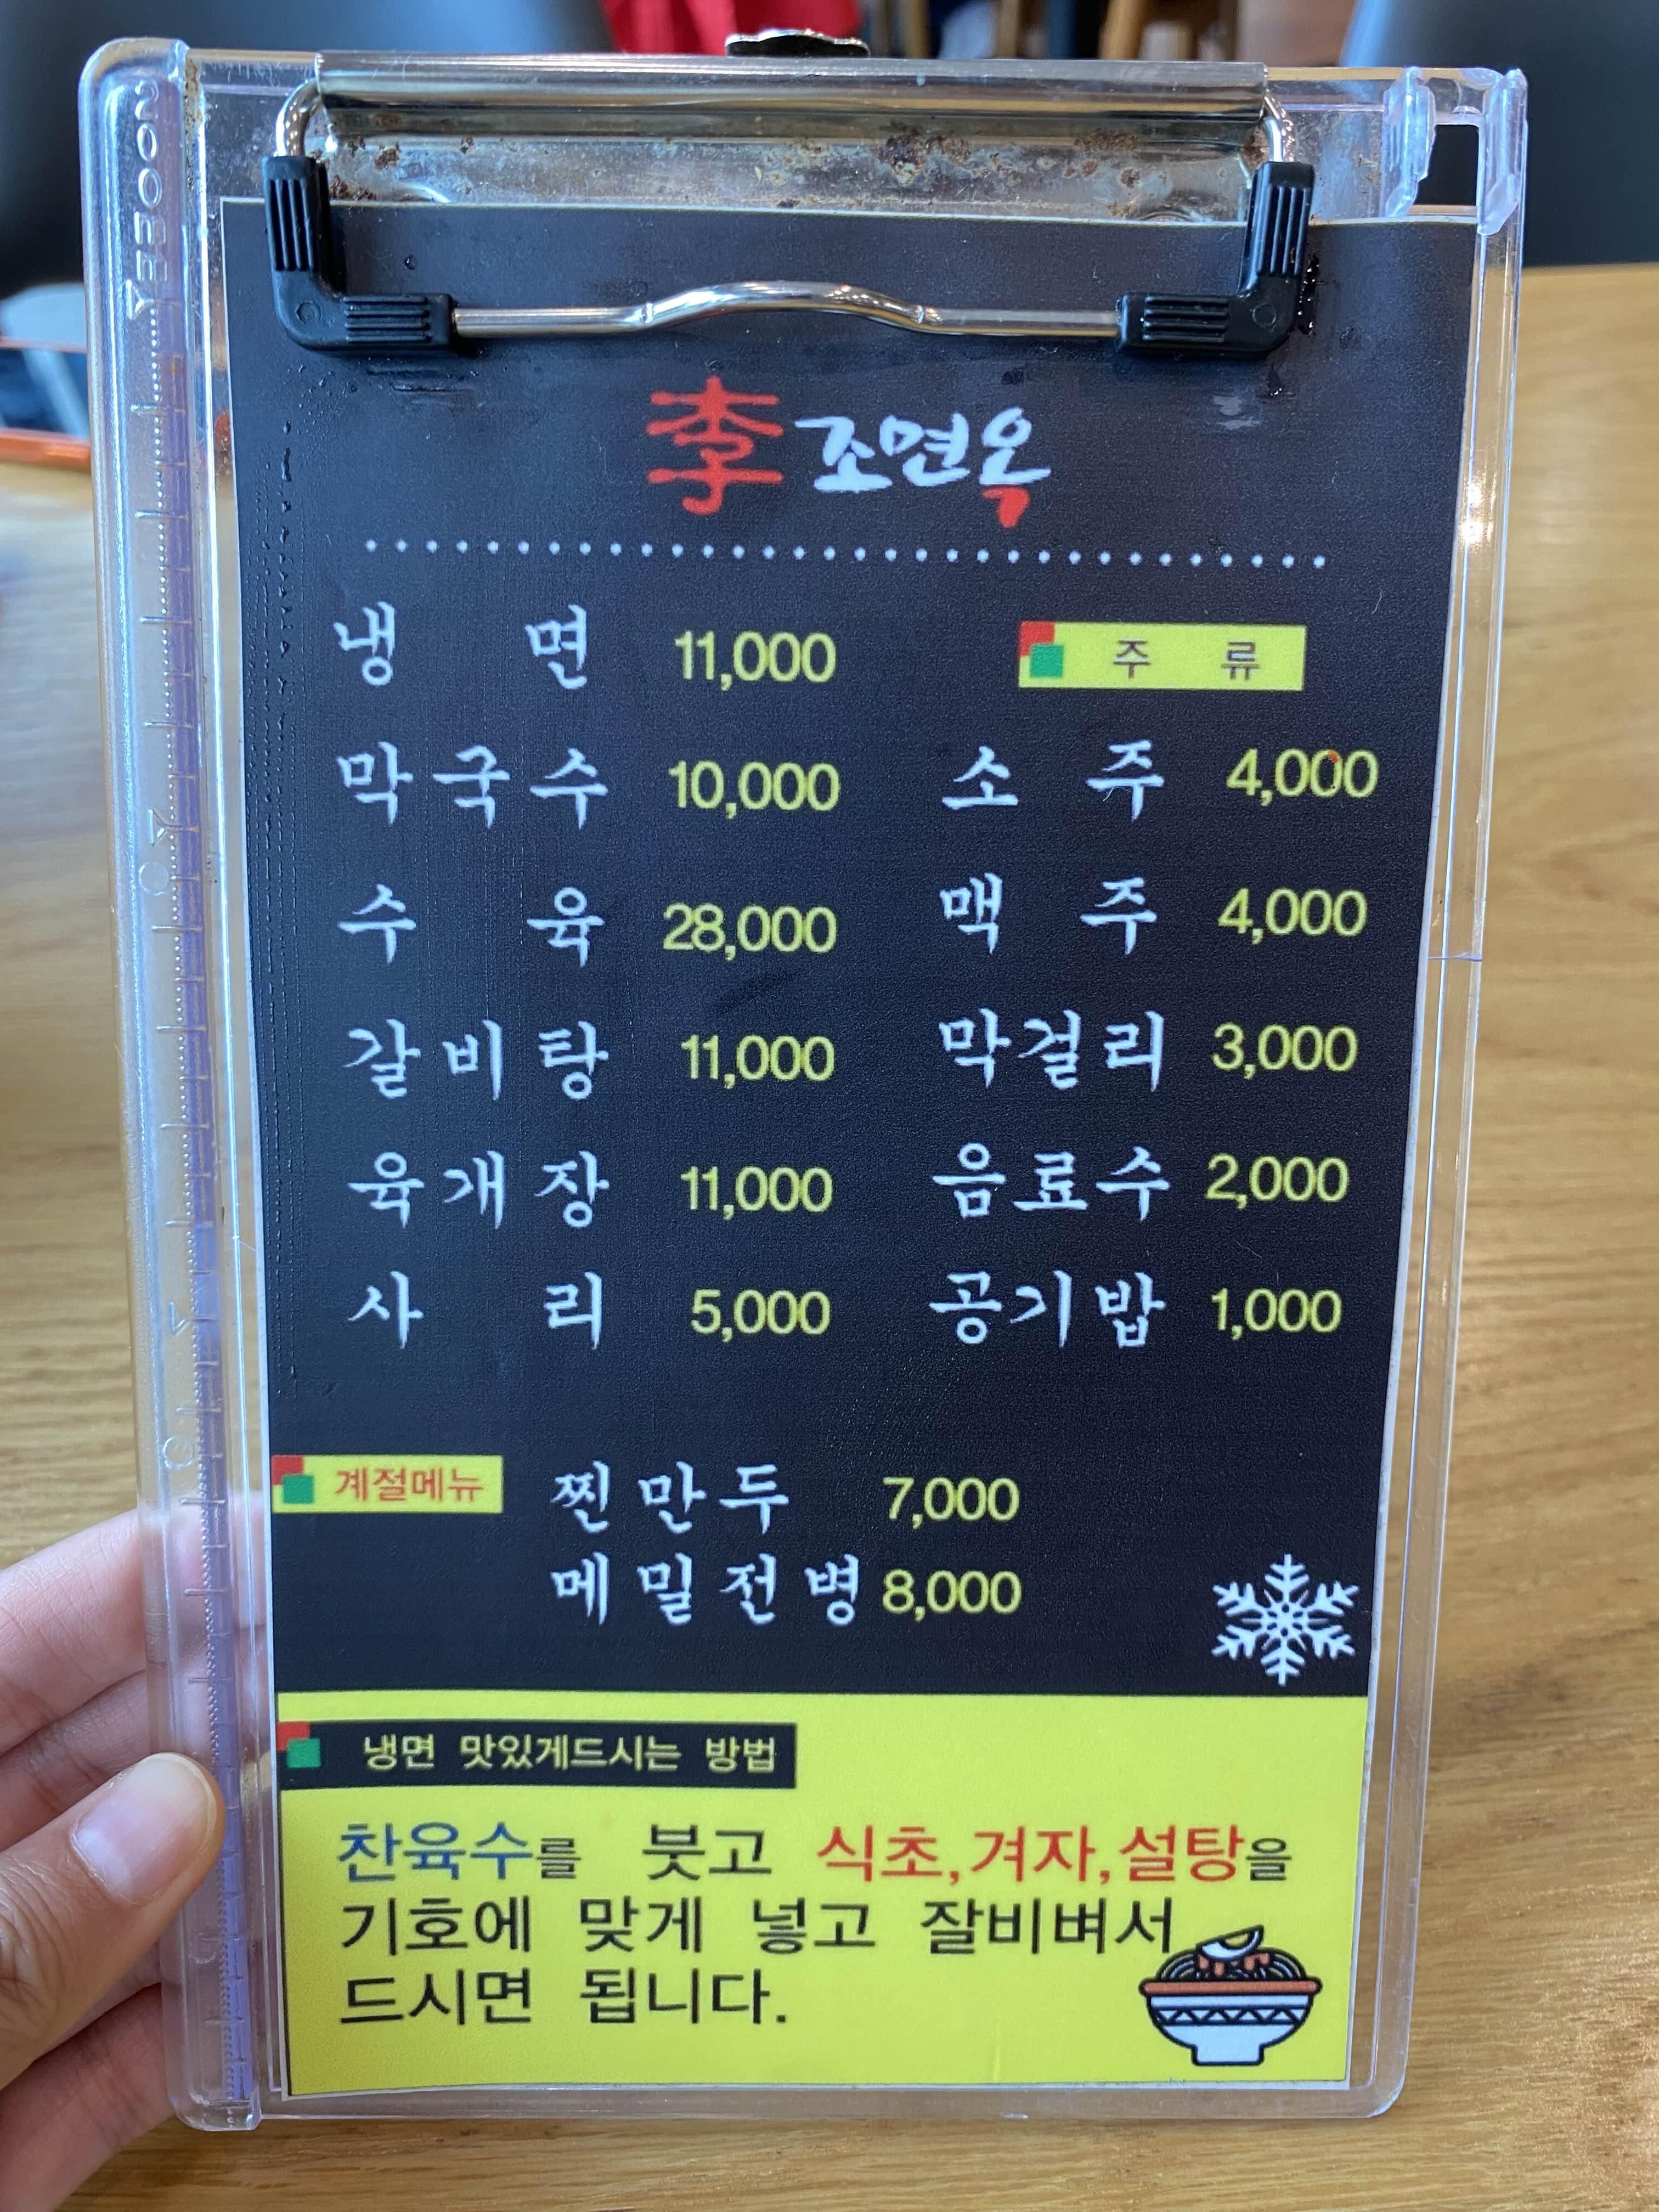 YEOON
李조면옥
냉면 11,000
막국수 10,000
수육 28,000
갈비탕 11,000
육개장 11,000
사리 5,000
주류
소주 4,000
맥주 4,000
막걸리 3,000
음료수 2,000
공기밥 1,000
계절메뉴
찐만두 7,000
메밀전병 8,000
냉면 맛있게드시는 방법
찬육수를 붓고 식초,겨자,설탕을
기호에 맞게 넣고 잘비벼서
드시면 됩니다.